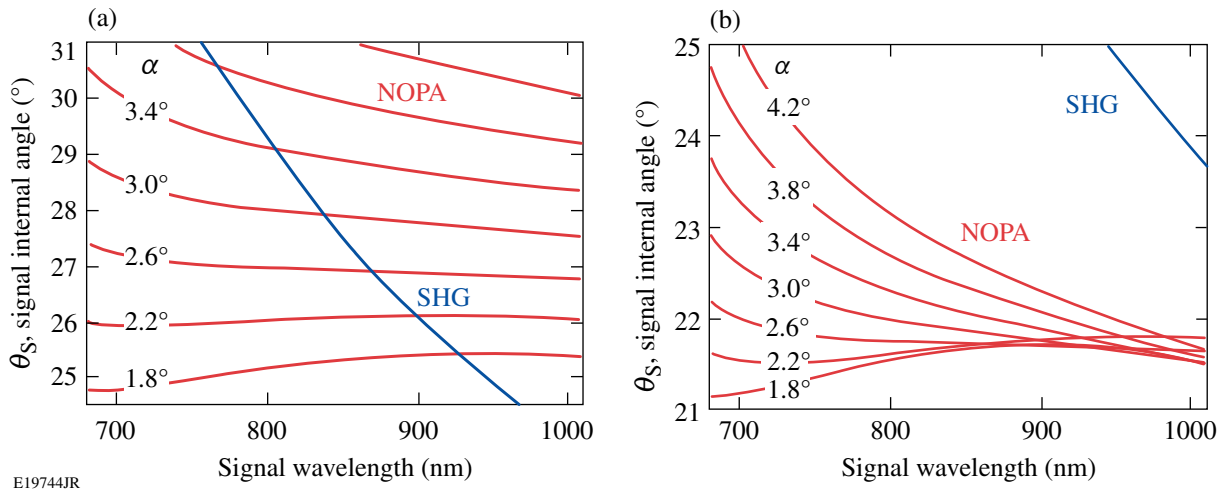 (a)
31
30
29
28
27
26
25
θS, signal internal angle (°)
α
3.4°
3.0°
2.6°
2.2°
1.8°
NOPA
SHG
700 800 900 1000
Signal wavelength (nm)
(b)
25
24
23
22
21
θS, signal internal angle (°)
α
4.2°
3.8°
3.4°
3.0°
2.6°
2.2°
1.8°
SHG
NOPA
700 800 900 1000
Signal wavelength (nm)
E19744JR